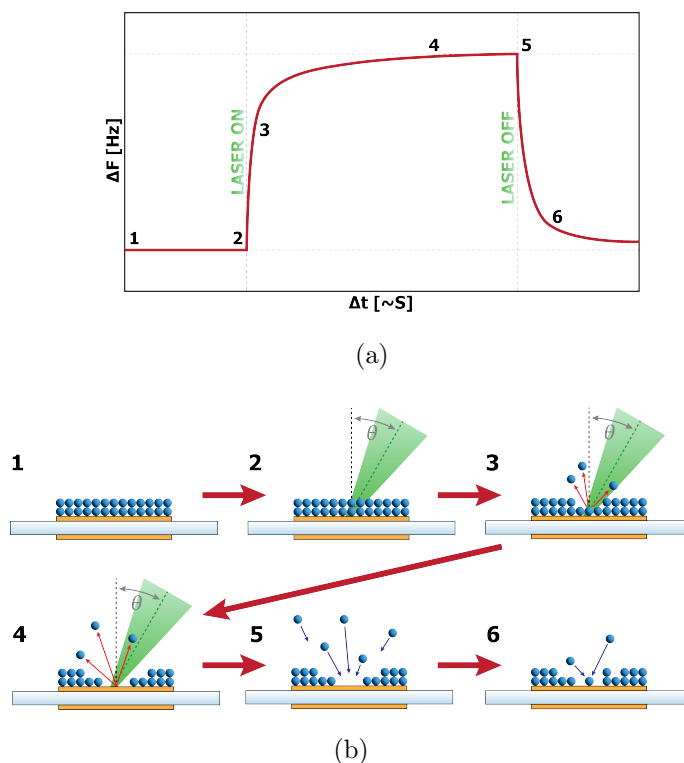 4 5
LASER ON
3
LASER OFF
ΔF [Hz]
6
1 2
Δt [~S]
(a)
θ θ
1 2 3
θ
4 5 6
(b)